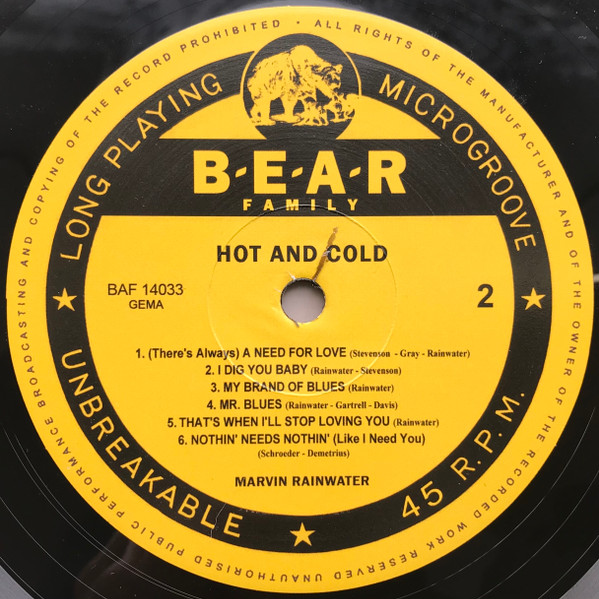 ALL RIGHTS OF THE MANUFACTURER AND OF THE OWNER OF THE RECORDED WORK RESERVED UNAUTHORISED PUBLIC PERFORMANCE BROADCASTING AND COPYING OF THE RECORD PROHIBITED •
LONG PLAYING
MICROGROOVE
B-E-A-R
FAMILY
HOT AND COLD
BAF 14033
GEMA
2
1. (There's Always) A NEED FOR LOVE (Stevenson - Gray - Rainwater)
2. I DIG YOU BABY (Rainwater - Stevenson)
3. MY BRAND OF BLUES (Rainwater)
4. MR. BLUES (Rainwater - Gartrell - Davis)
5. THAT'S WHEN I'LL STOP LOVING YOU (Rainwater)
6. NOTHIN' NEEDS NOTHIN' (Like I Need You)
(Schroeder - Demetrins)
MARVIN RAINWATER
UNBREAKABLE
45 R.P.M.